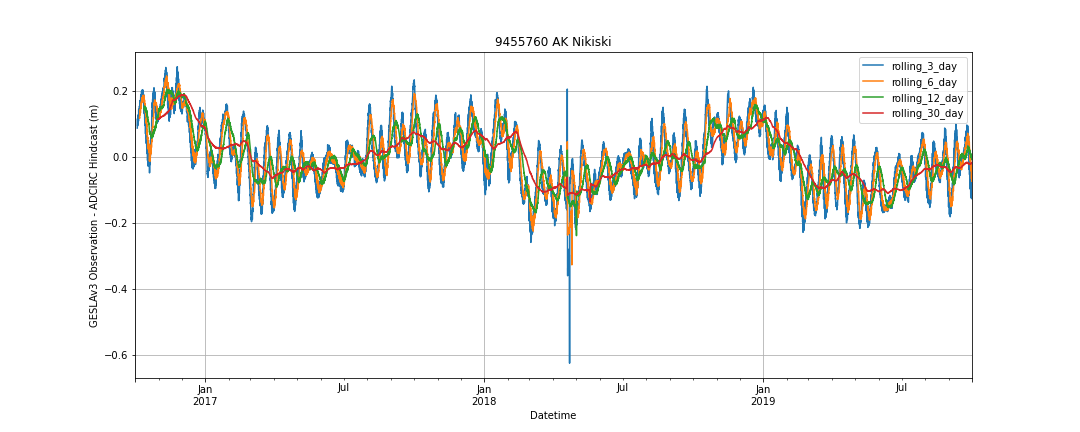 9455760 AK Nikiski
rolling_3_day
rolling_6_day
rolling_12_day
rolling_30_day
GESLAv3 Observation - ADCIRC Hindcast (m)
0.2
0.0
−0.2
−0.4
−0.6
Jan
2017
Jul
Jan
2018
Jul
Jan
2019
Jul
Datetime